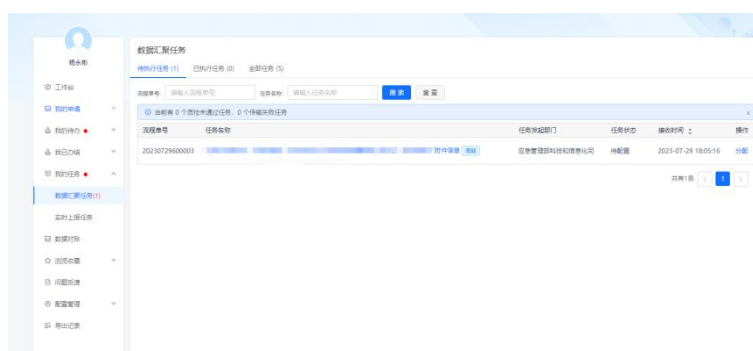 杨永彬
工作台
我的申请
我的待办
我已办结
我的任务
数据汇聚任务(1)
实时上报任务
数据对账
浏览收藏
问题反馈
配置管理
导出记录
数据汇聚任务
待执行任务 (1) 已执行任务 (0) 全部任务 (5)
流程单号: 请输入流程单号 任务名称: 请输入任务名称 搜索 重置
当前有 0 个质检未通过任务, 0 个传输失败任务 ×
流程单号 任务名称 任务发起部门 任务状态 接收时间 操作
20230729600003 附件信息 应急管理部科技和信息化司 待配置 2023-07-29 18:05:16 分配
共有1条 < 1 >